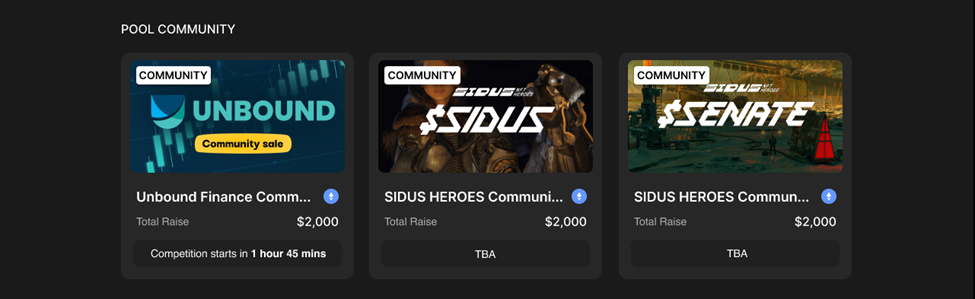 POOL COMMUNITY
COMMUNITY
UNBOUND
Community sale
Unbound Finance Comm...
Total Raise
$2,000
Competition starts in 1 hour 45 mins
COMMUNITY
SIDUS NFT HEROES
$SIDUS
SIDUS HEROES Communi...
Total Raise
$2,000
TBA
COMMUNITY
SIDUS NFT HEROES
$SENATE
SIDUS HEROES Commun...
Total Raise
$2,000
TBA